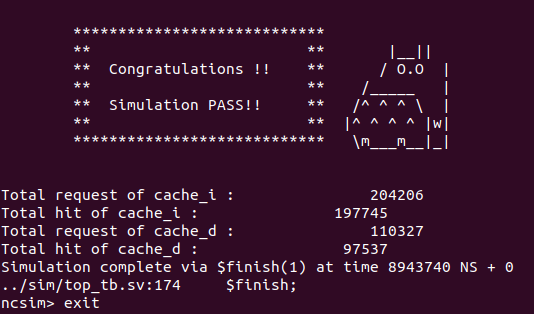 ****************************
**                        **       |__||
**  Congratulations !!    **      / O.O  |
**                        **    /_____   |
**  Simulation PASS!!     **   /^ ^ ^ \  |
**                        **  |^ ^ ^ ^ |w|
****************************   \m___m__|_|
Total request of cache_i :               204206
Total hit of cache_i :               197745
Total request of cache_d :               110327
Total hit of cache_d :                97537
Simulation complete via $finish(1) at time 8943740 NS + 0
../sim/top_tb.sv:174     $finish;
ncsim> exit